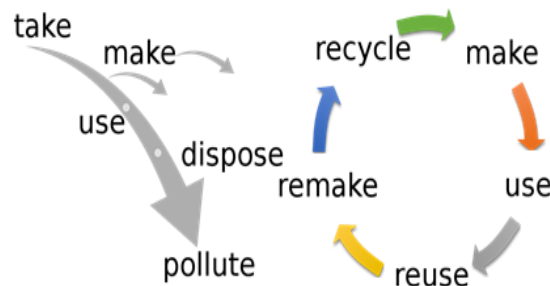 take
make
use
dispose
pollute
recycle
make
use
reuse
remake